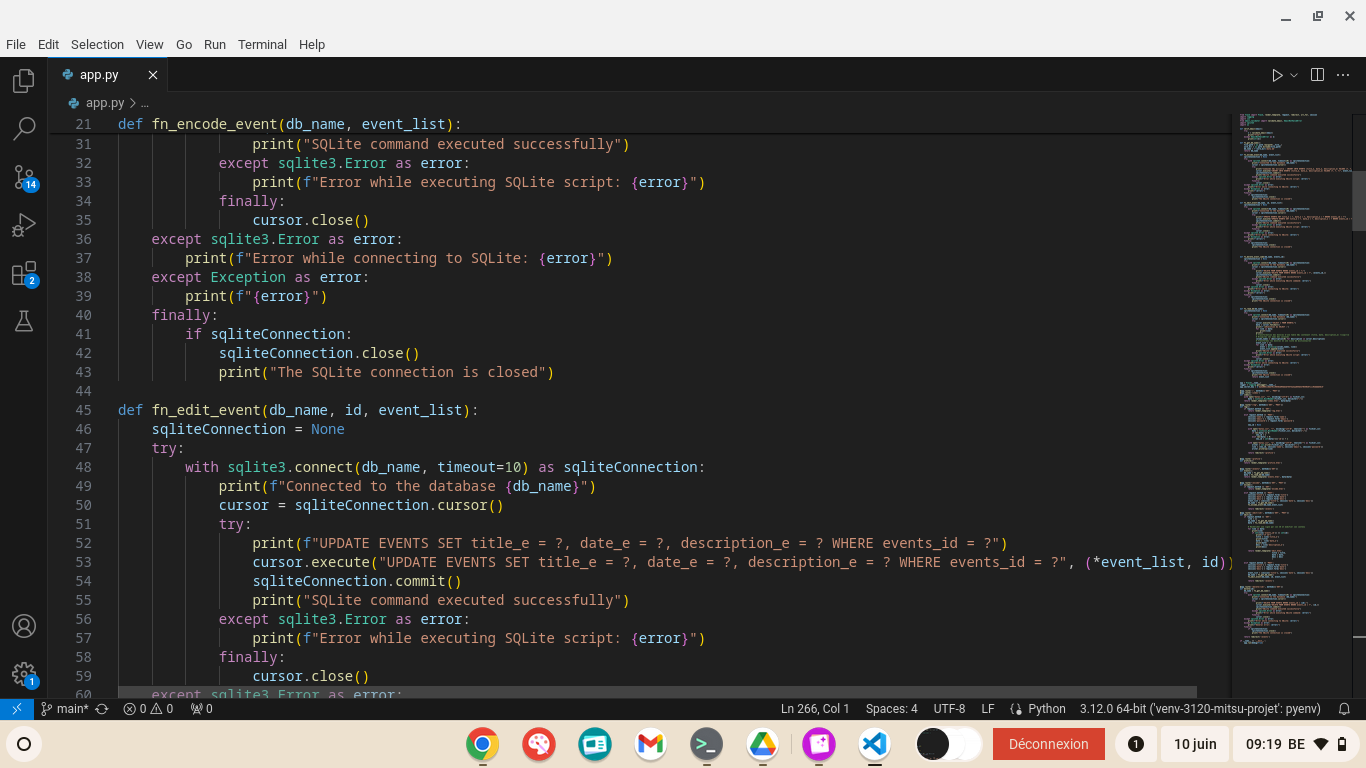 File Edit Selection View Go Run Terminal Help
app.py
app.py > ...
21 def fn_encode_event(db_name, event_list):
31 print("SQLite command executed successfully")
32 except sqlite3.Error as error:
33 print(f"Error while executing SQLite script: {error}")
34 finally:
35 cursor.close()
36 except sqlite3.Error as error:
37 print(f"Error while connecting to SQLite: {error}")
38 except Exception as error:
39 print(f"{error}")
40 finally:
41 if sqliteConnection:
42 sqliteConnection.close()
43 print("The SQLite connection is closed")
44
45 def fn_edit_event(db_name, id, event_list):
46 sqliteConnection = None
47 try:
48 with sqlite3.connect(db_name, timeout=10) as sqliteConnection:
49 print(f"Connected to the database {db_name}")
50 cursor = sqliteConnection.cursor()
51 try:
52 print(f"UPDATE EVENTS SET title_e = ?, date_e = ?, description_e = ? WHERE events_id = ?")
53 cursor.execute("UPDATE EVENTS SET title_e = ?, date_e = ?, description_e = ? WHERE events_id = ?", (*event_list, id))
54 sqliteConnection.commit()
55 print("SQLite command executed successfully")
56 except sqlite3.Error as error:
57 print(f"Error while executing SQLite script: {error}")
58 finally:
59 cursor.close()
60 except sqlite3.Error as error:
14
2
1
main* 0 0 0 Ln 266, Col 1 Spaces: 4 UTF-8 LF Python 3.12.0 64-bit ('venv-3120-mitsu-projet': pyenv)
Déconnexion 1 10 juin 09:19 BE